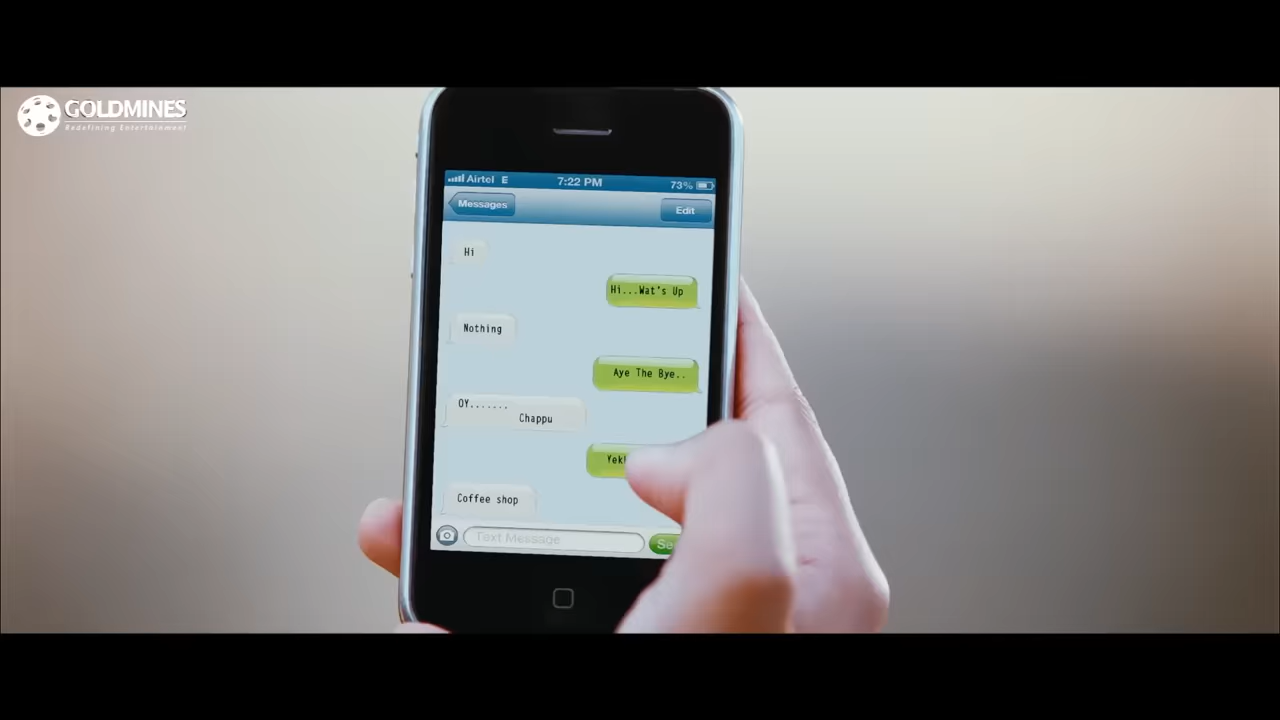 GOLDMINES
Redefining Entertainment
Airtel E 7:22 PM 73%
Messages Edit
Hi
Hi...Wat's Up
Nothing
Aye The Bye..
OY.......
Chappu
Coffee shop
Text Message